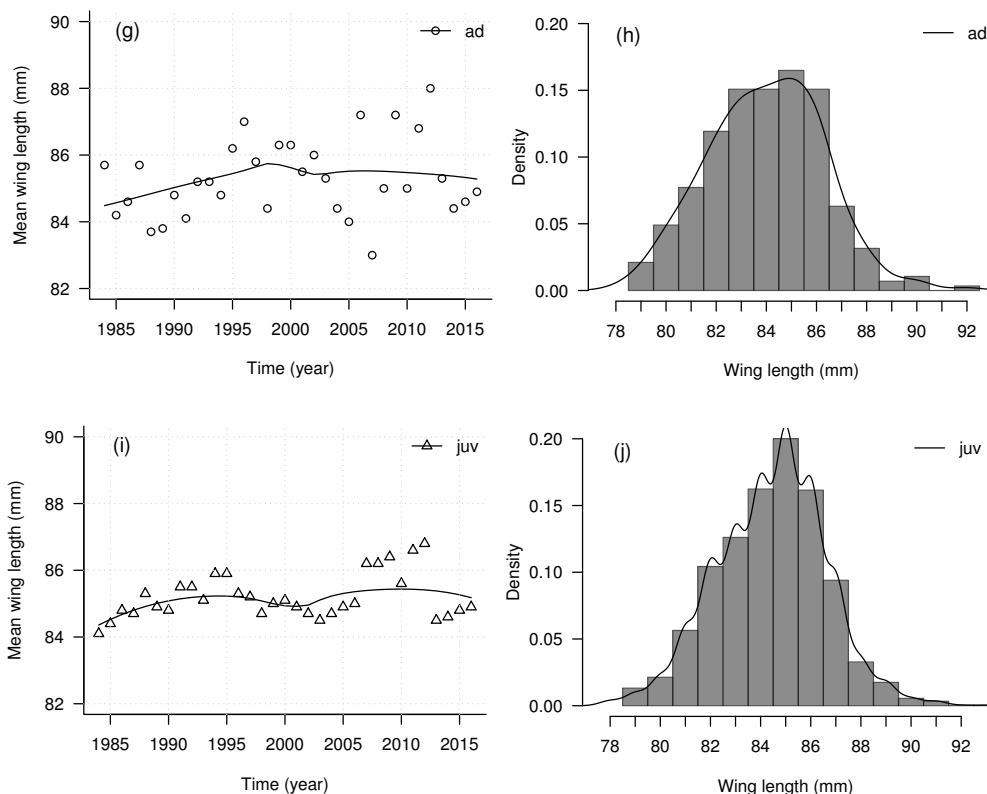 (g)
ad
Mean wing length (mm)
90
88
86
84
82
1985 1990 1995 2000 2005 2010 2015
Time (year)
(h)
ad
Density
0.20
0.15
0.10
0.05
0.00
78 80 82 84 86 88 90 92
Wing length (mm)
(i)
juv
Mean wing length (mm)
90
88
86
84
82
1985 1990 1995 2000 2005 2010 2015
Time (year)
(j)
juv
Density
0.20
0.15
0.10
0.05
0.00
78 80 82 84 86 88 90 92
Wing length (mm)